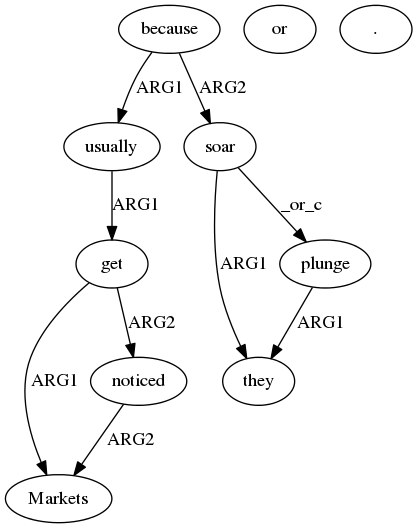 because or .
ARG1 ARG2
usually soar
ARG1 _or_c
get ARG1 plunge
ARG2 ARG1
ARG1 noticed they
ARG2
Markets